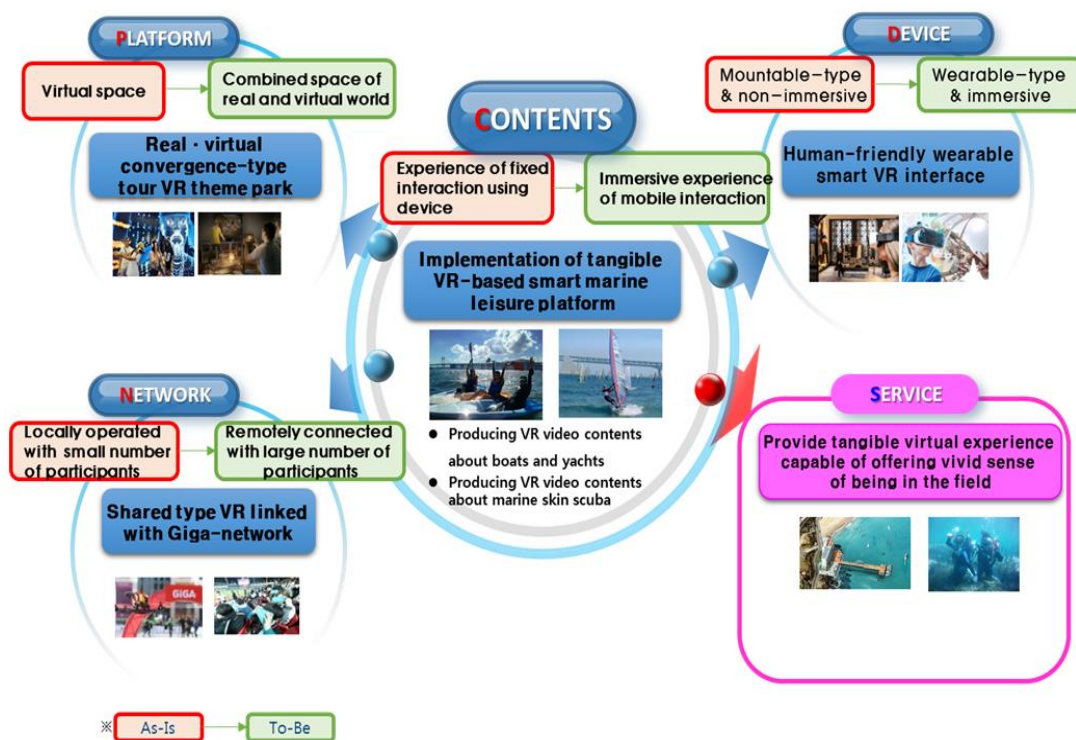 PLATFORM
Virtual space
Combined space of
real and virtual world
Real · virtual
convergence-type
tour VR theme park
CONTENTS
Experience of fixed
interaction using
device
Immersive experience
of mobile interaction
Implementation of tangible
VR-based smart marine
leisure platform
● Producing VR video contents
about boats and yachts
● Producing VR video contents
about marine skin scuba
DEVICE
Mountable-type
& non-immersive
Wearable-type
& immersive
Human-friendly wearable
smart VR interface
NETWORK
Locally operated
with small number
of participants
Remotely connected
with large number of
participants
Shared type VR linked
with Giga-network
GiGA
SERVICE
Provide tangible virtual experience
capable of offering vivid sense
of being in the field
※ As-Is
To-Be